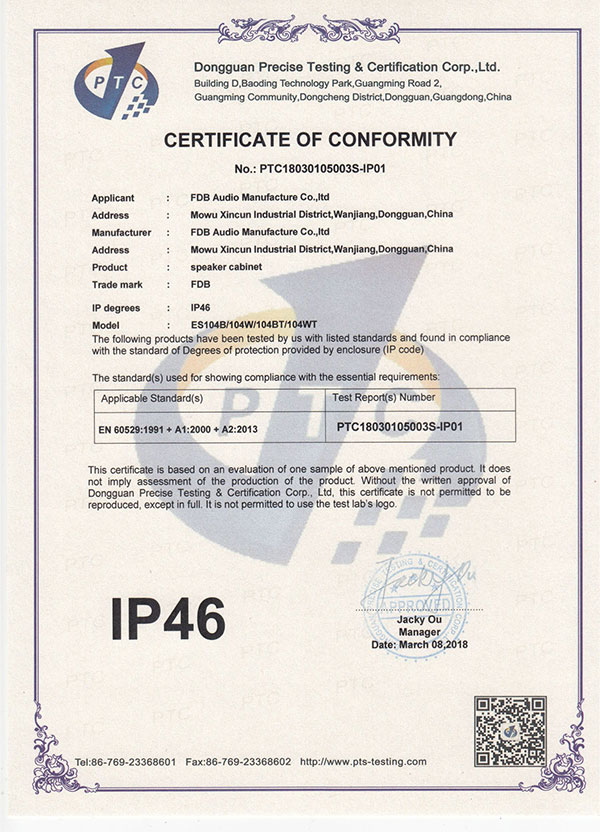 PTC
Dongguan Precise Testing & Certification Corp.,Ltd.
Building D,Baoding Technology Park,Guangming Road 2,
Guangming Community,Dongcheng District,Dongguan,Guangdong,China
CERTIFICATE OF CONFORMITY
No.: PTC18030105003S-IP01
Applicant : FDB Audio Manufacture Co.,ltd
Address : Mowu Xincun Industrial District,Wanjiang,Dongguan,China
Manufacturer : FDB Audio Manufacture Co.,ltd
Address : Mowu Xincun Industrial District,Wanjiang,Dongguan,China
Product : speaker cabinet
Trade mark : FDB
IP degrees : IP46
Model : ES104B/104W/104BT/104WT
The following products have been tested by us with listed standards and found in compliance
with the standard of Degrees of protection provided by enclosure (IP code)
The standard(s) used for showing compliance with the essential requirements:
Applicable Standard(s) Test Report(s) Number
EN 60529:1991 + A1:2000 + A2:2013 PTC18030105003S-IP01
PTC
This certificate is based on an evaluation of one sample of above mentioned product. It does
not imply assessment of the production of the product. Without the written approval of
Dongguan Precise Testing & Certification Corp., Ltd, this certificate is not permitted to be
reproduced, except in full. It is not permitted to use the test lab's logo.
IP46
APPROVED
Jacky Ou
Manager
Date: March 08,2018
Tel:86-769-23368601 Fax:86-769-23368602 http://www.pts-testing.com